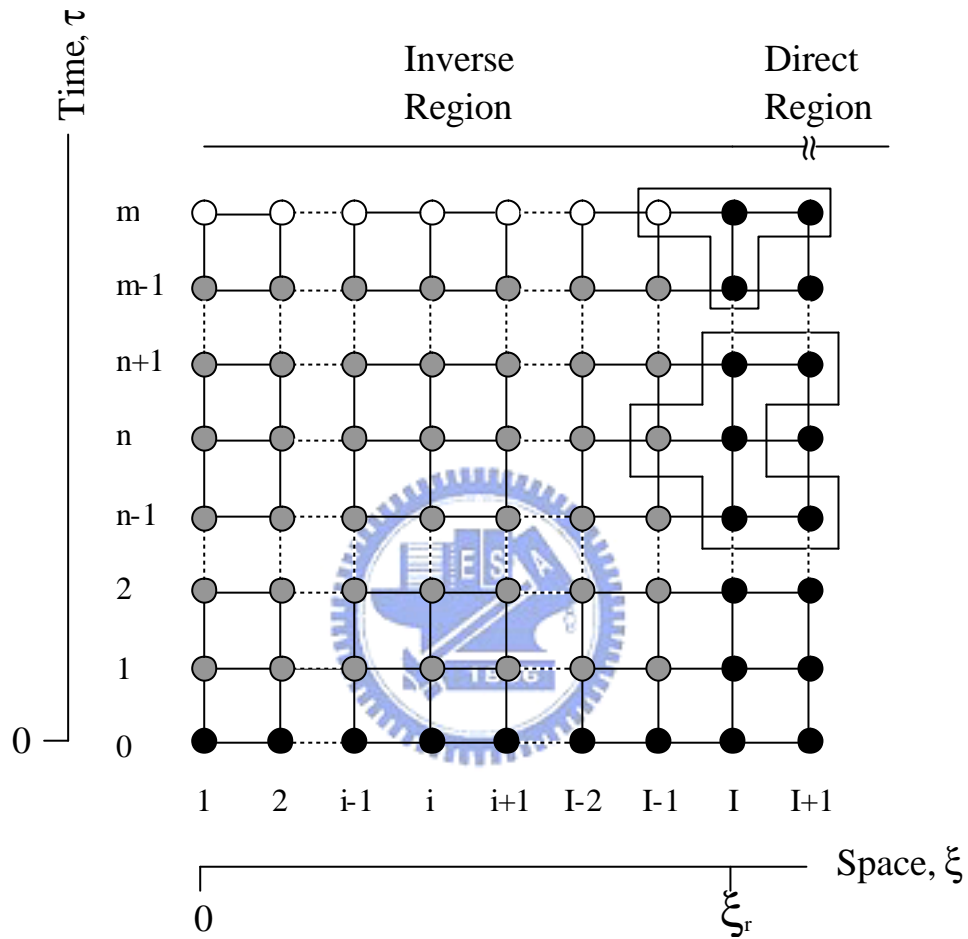 Time, τ
Inverse
Region
Direct
Region
m
m-1
n+1
n
n-1
2
1
0
0
1 2 i-1 i i+1 I-2 I-1 I I+1
Space, ξ
0
ξr
E S A
1896